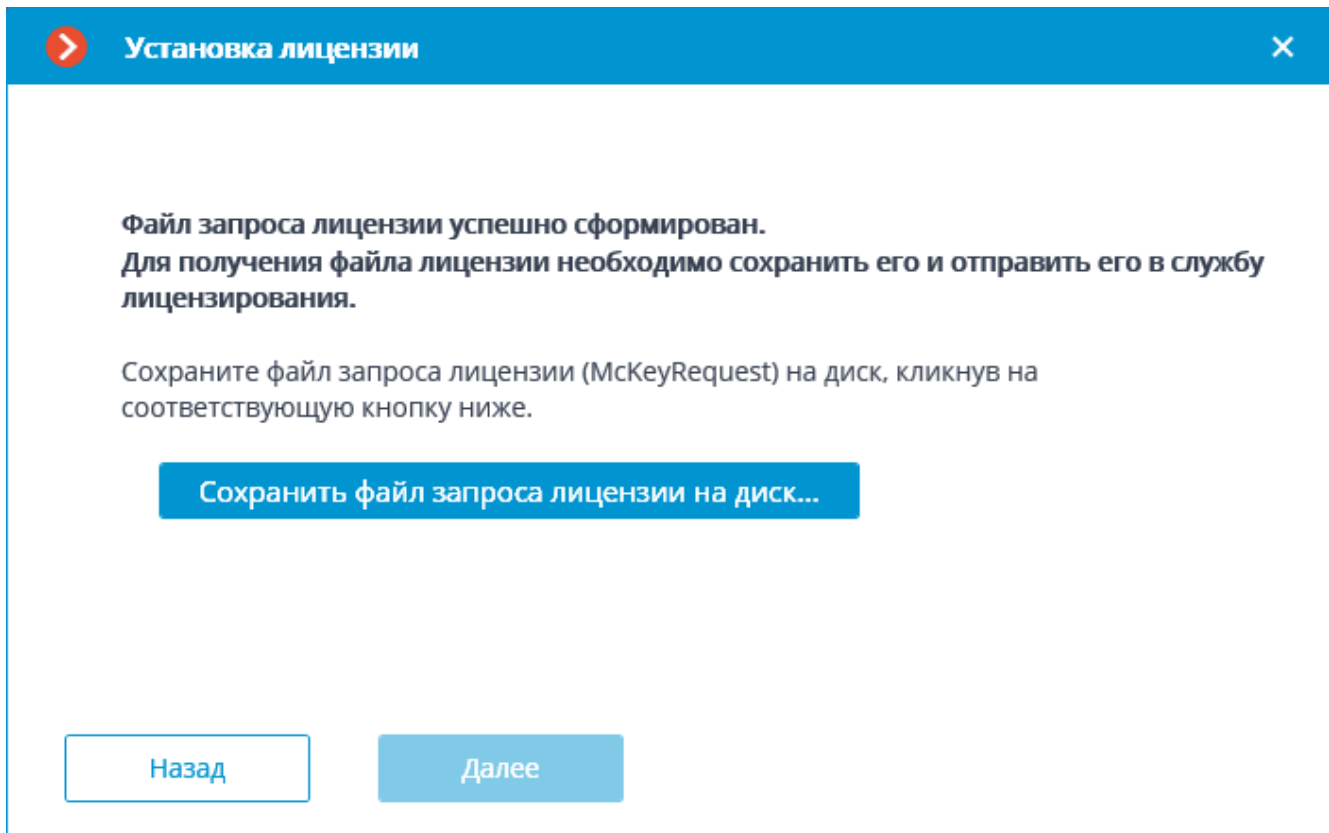 Установка лицензии
Файл запроса лицензии успешно сформирован.
Для получения файла лицензии необходимо сохранить его и отправить его в службу
лицензирования.
Сохраните файл запроса лицензии (McKeyRequest) на диск, кликнув на
соответствующую кнопку ниже.
Сохранить файл запроса лицензии на диск...
Назад
Далее